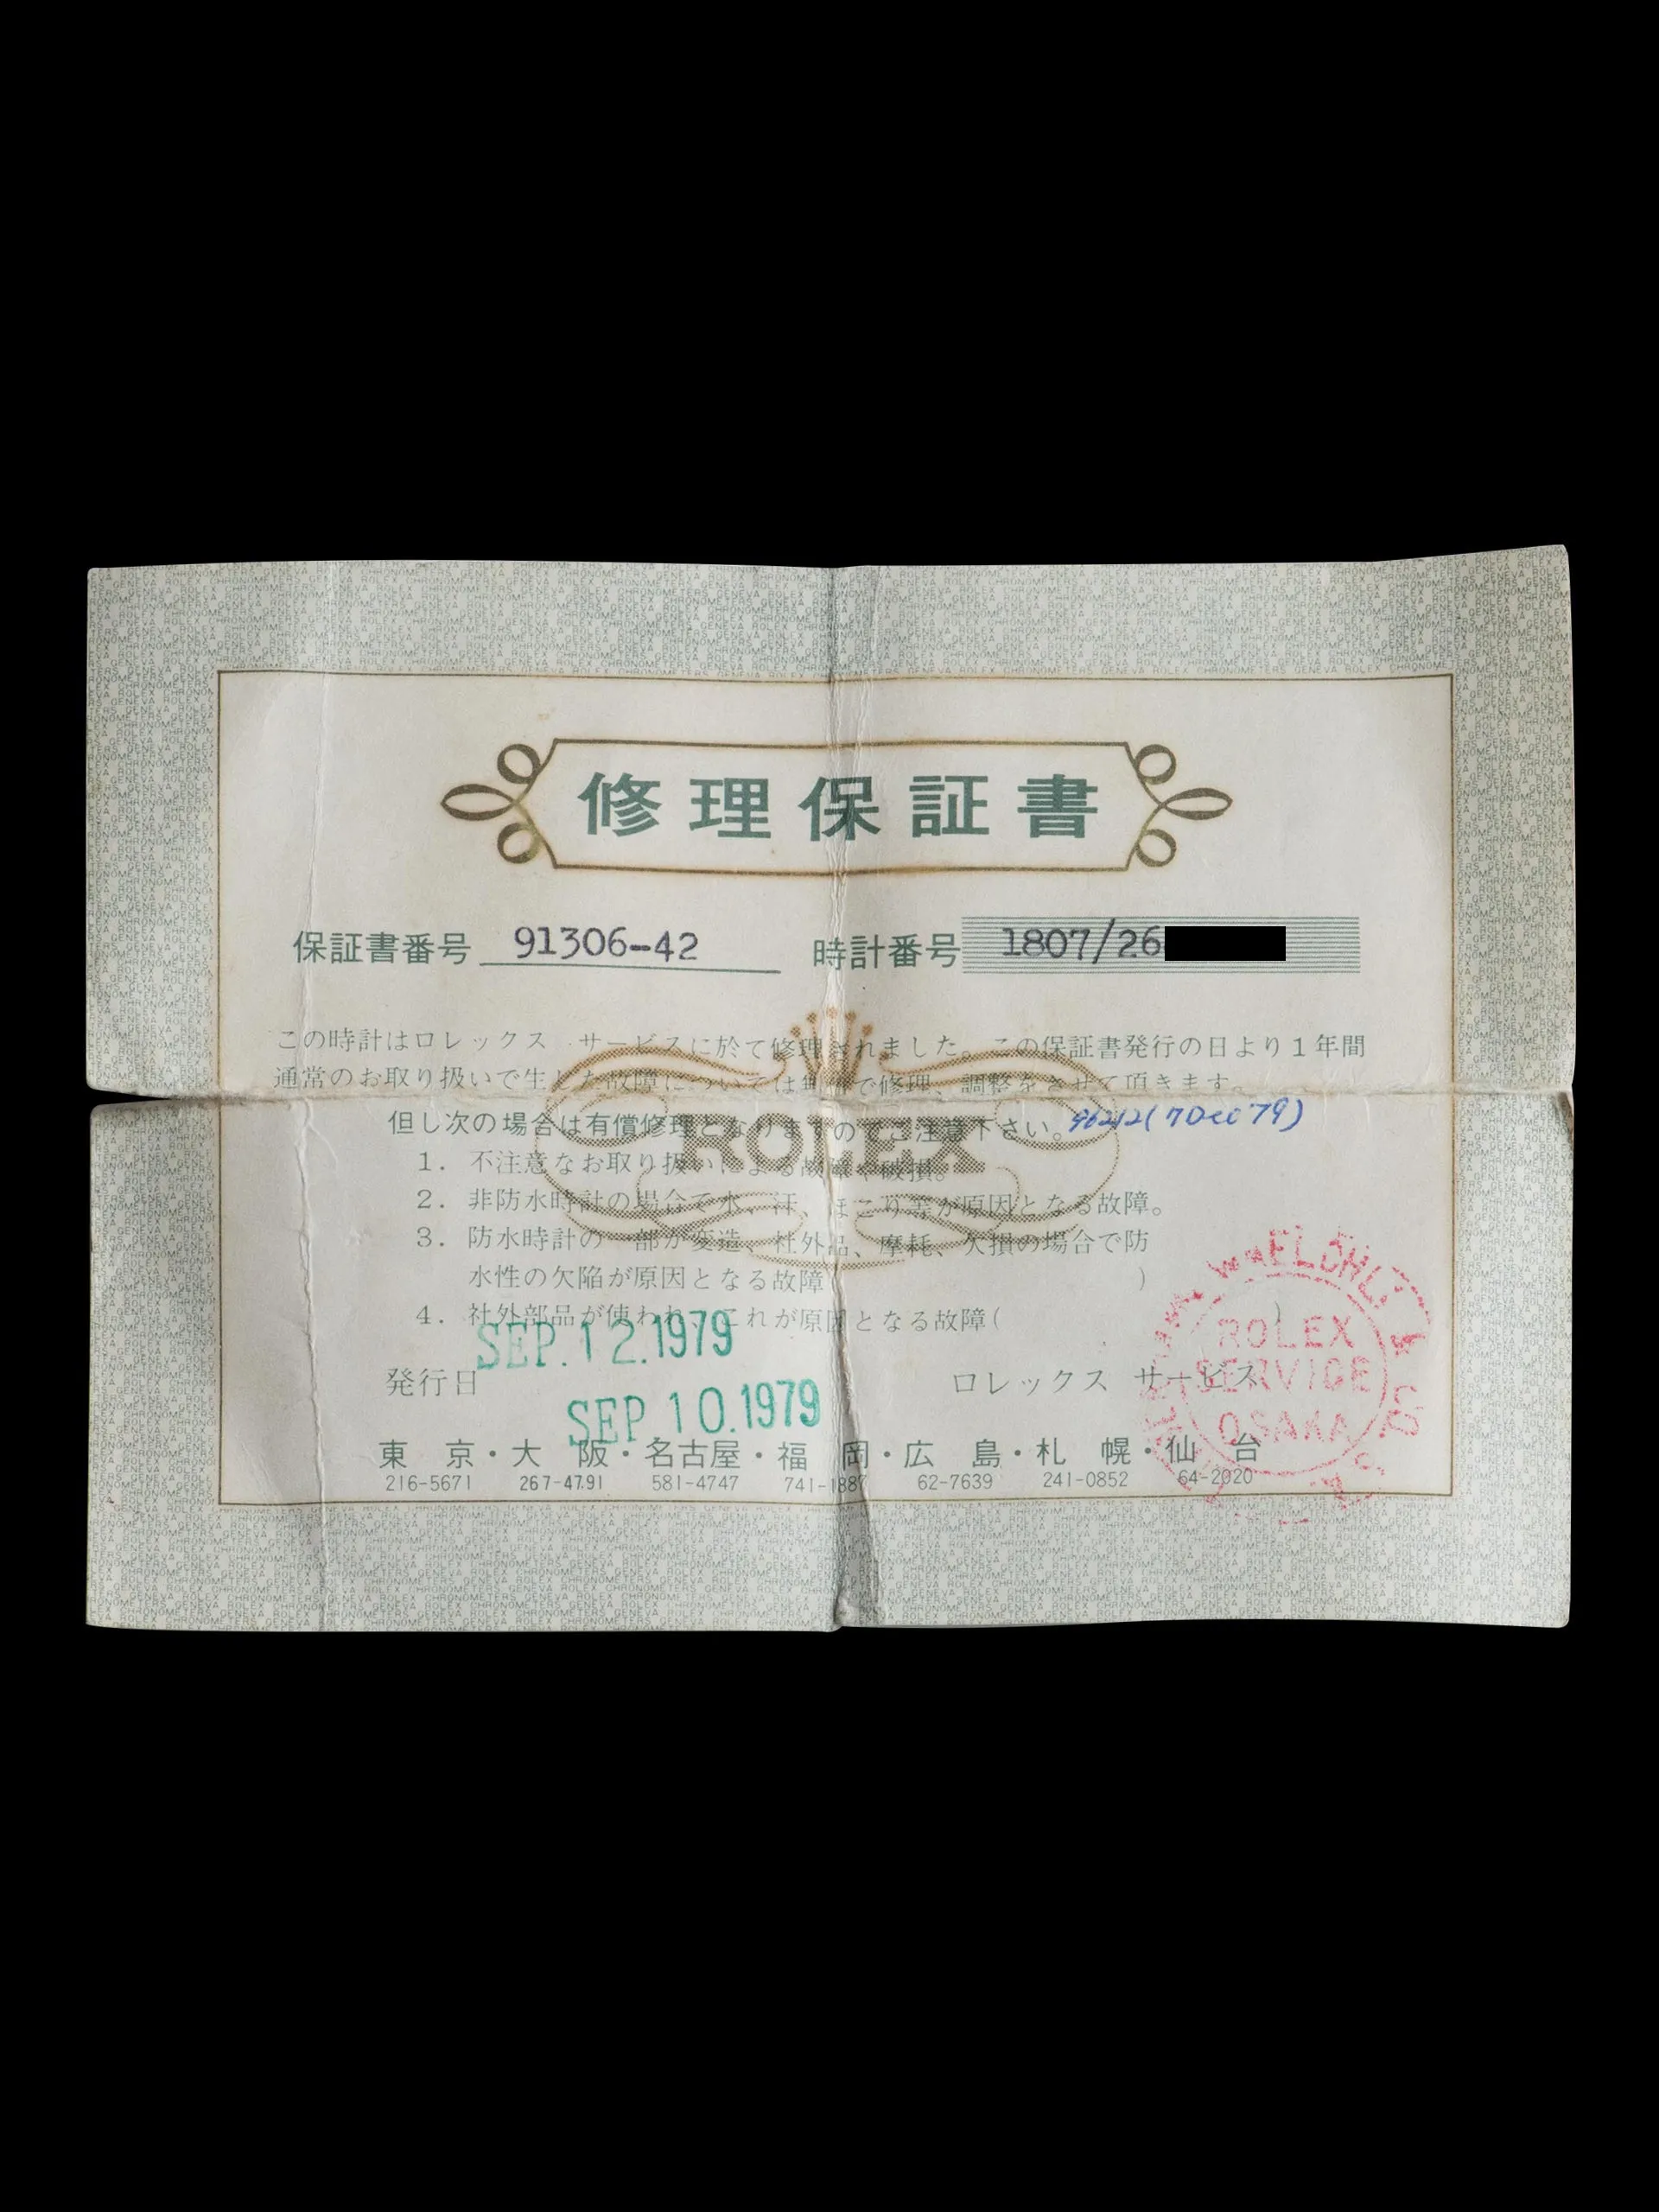 修理保証書
保証書番号 91306-42 時計番号 1807/26
この時計はロレックス サービスに於て修理されました。この保証書発行の日より1年間
通常のお取り扱いで生じた故障については無償で修理、調整をさせて頂きます。
但し次の場合は有償修理となりますのでご注意下さい。 (7 Dec 79)
ROLEX
1. 不注意なお取り扱いによる故障や破損。
2. 非防水時計の場合で水、汗、ほこり等が原因となる故障。
3. 防水時計の一部が変造、社外品、摩耗、欠損の場合で防
水性の欠陥が原因となる故障( )
4. 社外部品が使われ、これが原因となる故障( )
SEP.12.1979
発行日 ロレックス サービス
SEP 10.1979
ROLEX
SERVICE
OSAKA
東京・大阪・名古屋・福岡・広島・札幌・仙台
216-5671 267-4791 581-4747 741-1887 62-7639 241-0852 64-2020